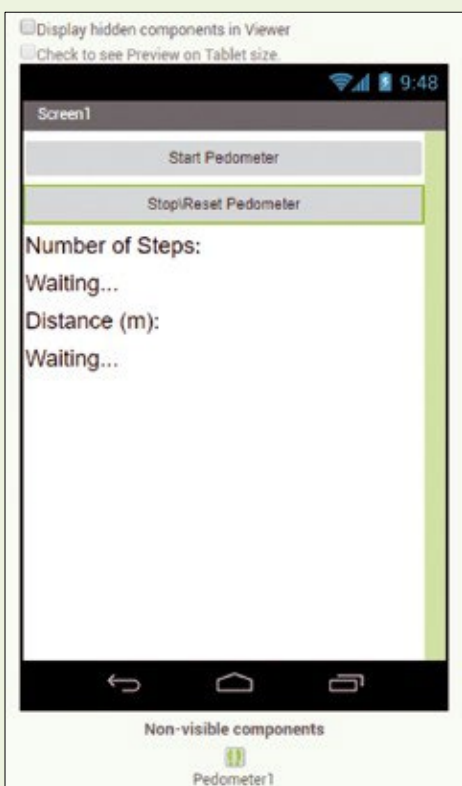 Display hidden components in Viewer
Check to see Preview on Tablet size.
9:48
Screen1
Start Pedometer
Stop\Reset Pedometer
Number of Steps:
Waiting...
Distance (m):
Waiting...
Non-visible components
Pedometer1